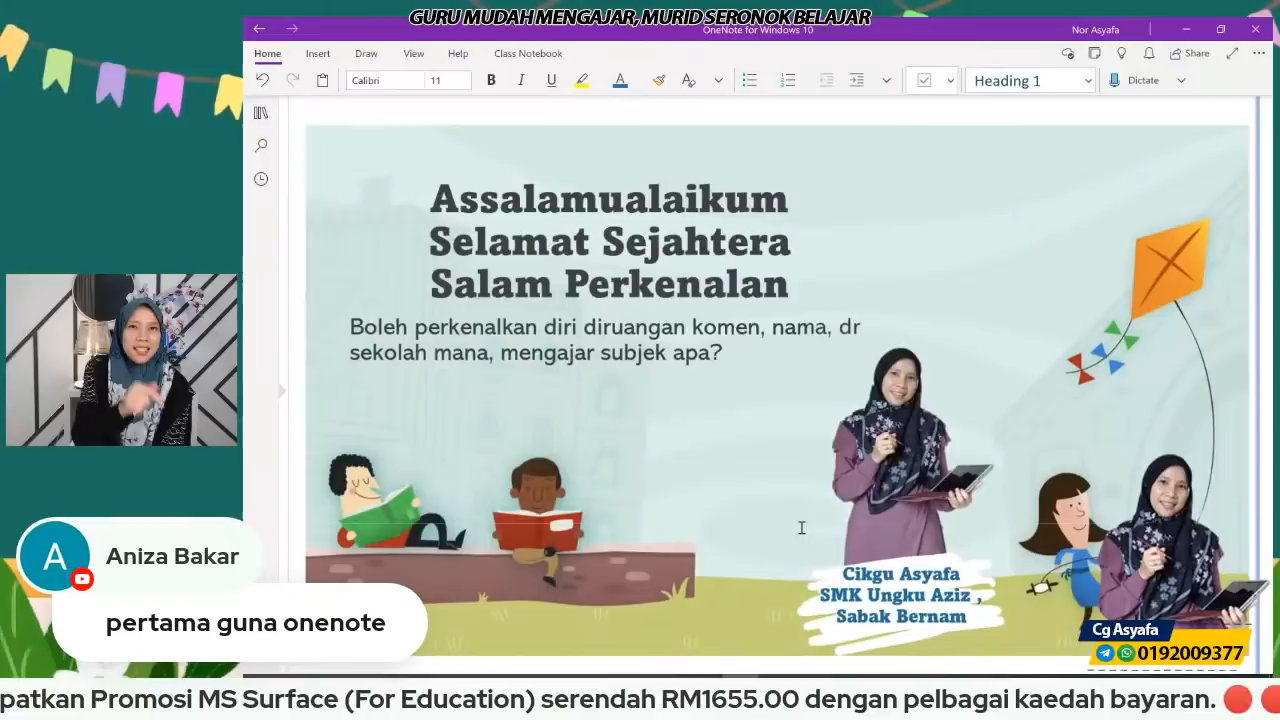 GURU MUDAH MENGAJAR, MURID SERONOK BELAJAR
OneNote for Windows 10
Nor Asyafa
Home Insert Draw View Help Class Notebook
Share
Calibri 11 B I U Heading 1 Dictate
Assalamualaikum
Selamat Sejahtera
Salam Perkenalan
Boleh perkenalkan diri diruangan komen, nama, dr
sekolah mana, mengajar subjek apa?
Cikgu Asyafa
SMK Ungku Aziz ,
Sabak Bernam
A Aniza Bakar
pertama guna onenote
Cg Asyafa
0192009377
patkan Promosi MS Surface (For Education) serendah RM1655.00 dengan pelbagai kaedah bayaran.